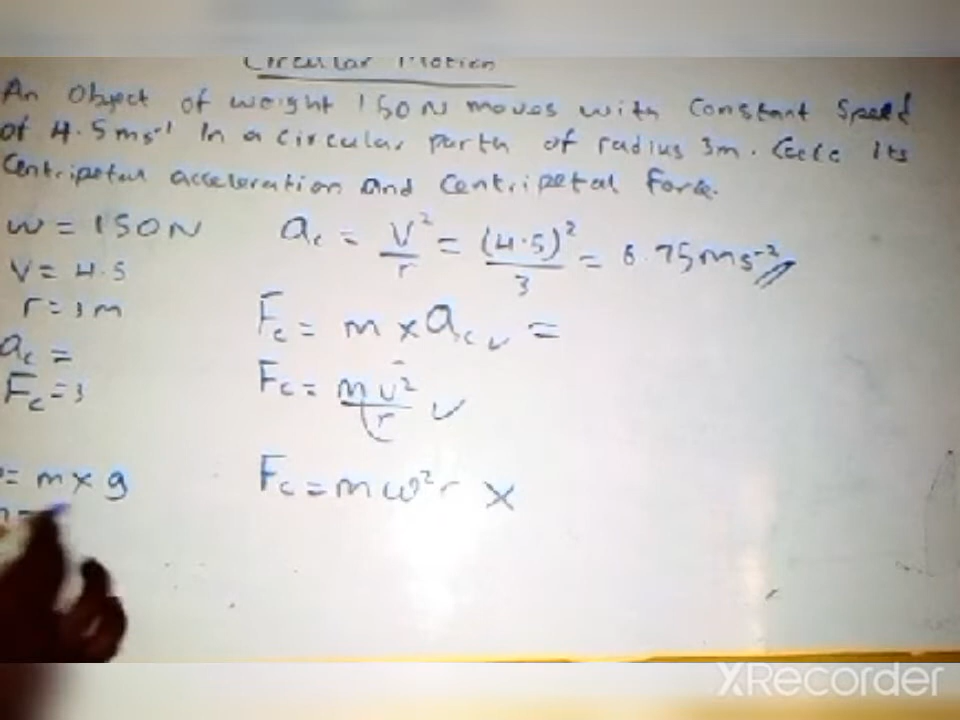 Circular Motion
An Object of weight 150N moves with Constant Speed
of 4.5ms⁻¹ In a circular parth of radius 3m. Calc Its
Centripetal acceleration and Centripetal Force.
w = 150N
V = 4.5
r = 3m
ac =
Fc = ?
= m x g
ac = V²/r = (4.5)²/3 = 6.75ms⁻²
Fc = m x ac ✓ =
Fc = mv²/r ✓
Fc = mω²r ×
XRecorder